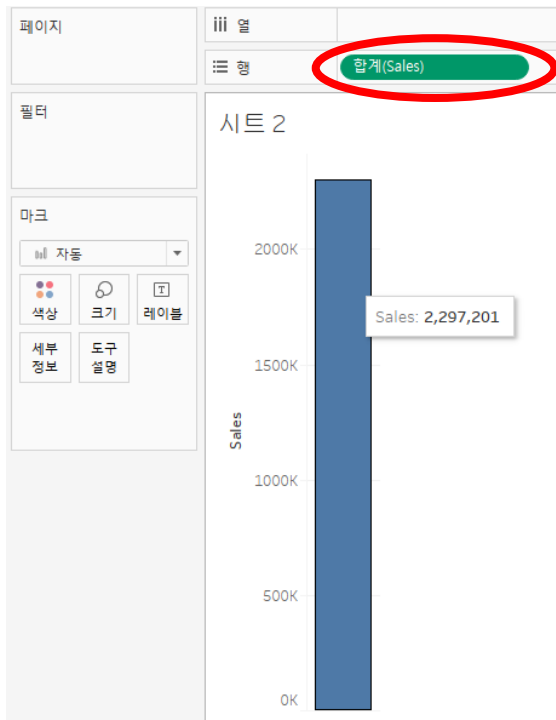 페이지
열
행
합계(Sales)
필터
시트 2
마크
자동
색상
크기
T
레이블
세부
정보
도구
설명
2000K
Sales: 2,297,201
1500K
Sales
1000K
500K
0K